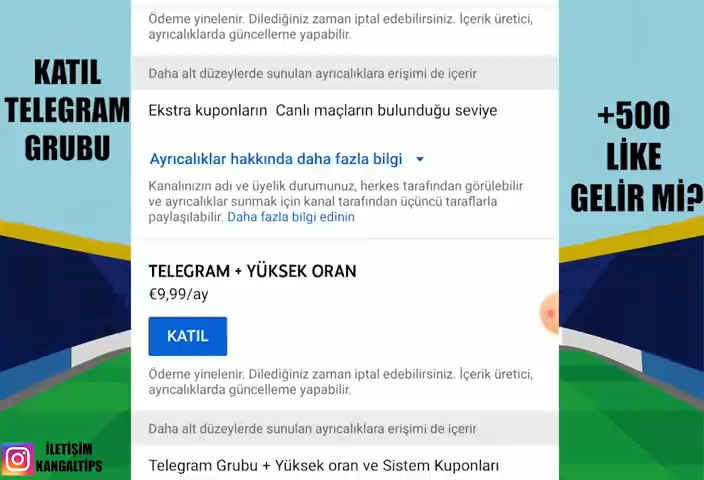 KATIL
TELEGRAM
GRUBU
Ödeme yinelenir. Dilediğiniz zaman iptal edebilirsiniz. İçerik üretici,
ayrıcalıklarda güncelleme yapabilir.
Daha alt düzeylerde sunulan ayrıcalıklara erişimi de içerir
Ekstra kuponların Canlı maçların bulunduğu seviye
Ayrıcalıklar hakkında daha fazla bilgi
Kanalınızın adı ve üyelik durumunuz, herkes tarafından görülebilir
ve ayrıcalıklar sunmak için kanal tarafından üçüncü taraflarla
paylaşılabilir. Daha fazla bilgi edinin
TELEGRAM + YÜKSEK ORAN
€9,99/ay
KATIL
Ödeme yinelenir. Dilediğiniz zaman iptal edebilirsiniz. İçerik üretici,
ayrıcalıklarda güncelleme yapabilir.
Daha alt düzeylerde sunulan ayrıcalıklara erişimi de içerir
Telegram Grubu + Yüksek oran ve Sistem Kuponları
+500
LİKE
GELİR Mİ?
İLETİŞİM
KANGALTİPS